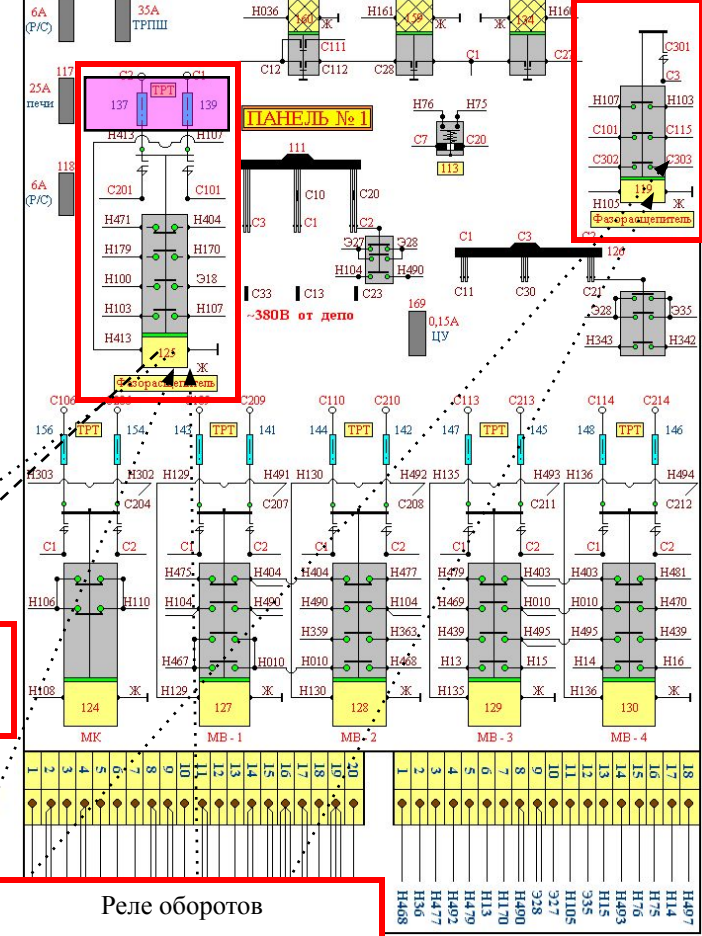 6А
(Р/С)
35А
ТРПШ
Н036
160
Ж
С111
С12
С112
Н161
159
Ж
С28
С1
134
Н160
С301
С3
Н107
Н103
С101
С115
С302
С303
119
Н105
Ж
Фазорасщепитель
117
25А
печи
118
6А
(Р/С)
С2
С1
ТРТ
137
139
Н413
Н107
С201
С101
Н471
Н404
Н179
Н170
Н100
Э18
Н103
Н107
Н413
125
Ж
Фазорасщепитель
ПАНЕЛЬ № 1
Н76
Н75
С7
С20
113
111
С10
С20
С3
С1
С2
С33
С13
С23
~380В от депо
Э27
Э28
Н104
Н490
169
0,15А
ЦУ
С1
С3
С2
126
С11
С30
С21
Э28
Э35
Н343
Н342
С106
156
ТРТ
154
Н303
Н302
С204
С1
С2
Н106
Н110
Н108
124
Ж
МК
С209
143
ТРТ
141
Н129
Н491
С207
С1
С2
Н475
Н404
Н104
Н490
Н467
Н010
Н129
127
Ж
МВ - 1
С110
С210
144
ТРТ
142
Н130
Н492
С208
С1
С2
Н404
Н477
Н490
Н104
Н359
Н363
Н010
Н468
Н130
128
Ж
МВ - 2
С113
С213
147
ТРТ
145
Н135
Н493
С211
С1
С2
Н479
Н403
Н469
Н010
Н439
Н495
Н13
Н15
Н135
129
Ж
МВ - 3
С114
С214
148
ТРТ
146
Н136
Н494
С212
С1
С2
Н403
Н481
Н010
Н470
Н495
Н439
Н14
Н16
Н136
130
Ж
МВ - 4
1 2 3 4 5 6 7 8 9 10 11 12 13 14 15 16 17 18 19 20
1 2 3 4 5 6 7 8 9 10 11 12 13 14 15 16 17 18
Н468 Н36 Н477 Н492 Н479 Н13 Н170 Н490 Э28 Э27 Н105 Э35 Н15 Н493 Н76 Н75 Н14 Н497
Реле оборотов